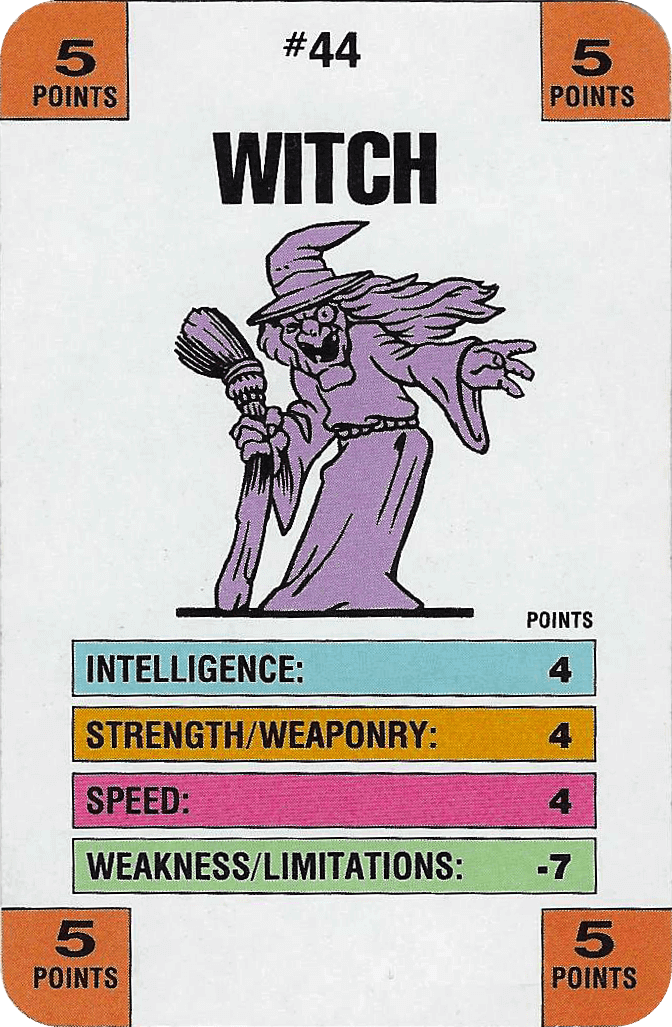 5 POINTS
#44
5 POINTS
WITCH
POINTS
INTELLIGENCE: 4
STRENGTH/WEAPONRY: 4
SPEED: 4
WEAKNESS/LIMITATIONS: -7
5 POINTS
5 POINTS